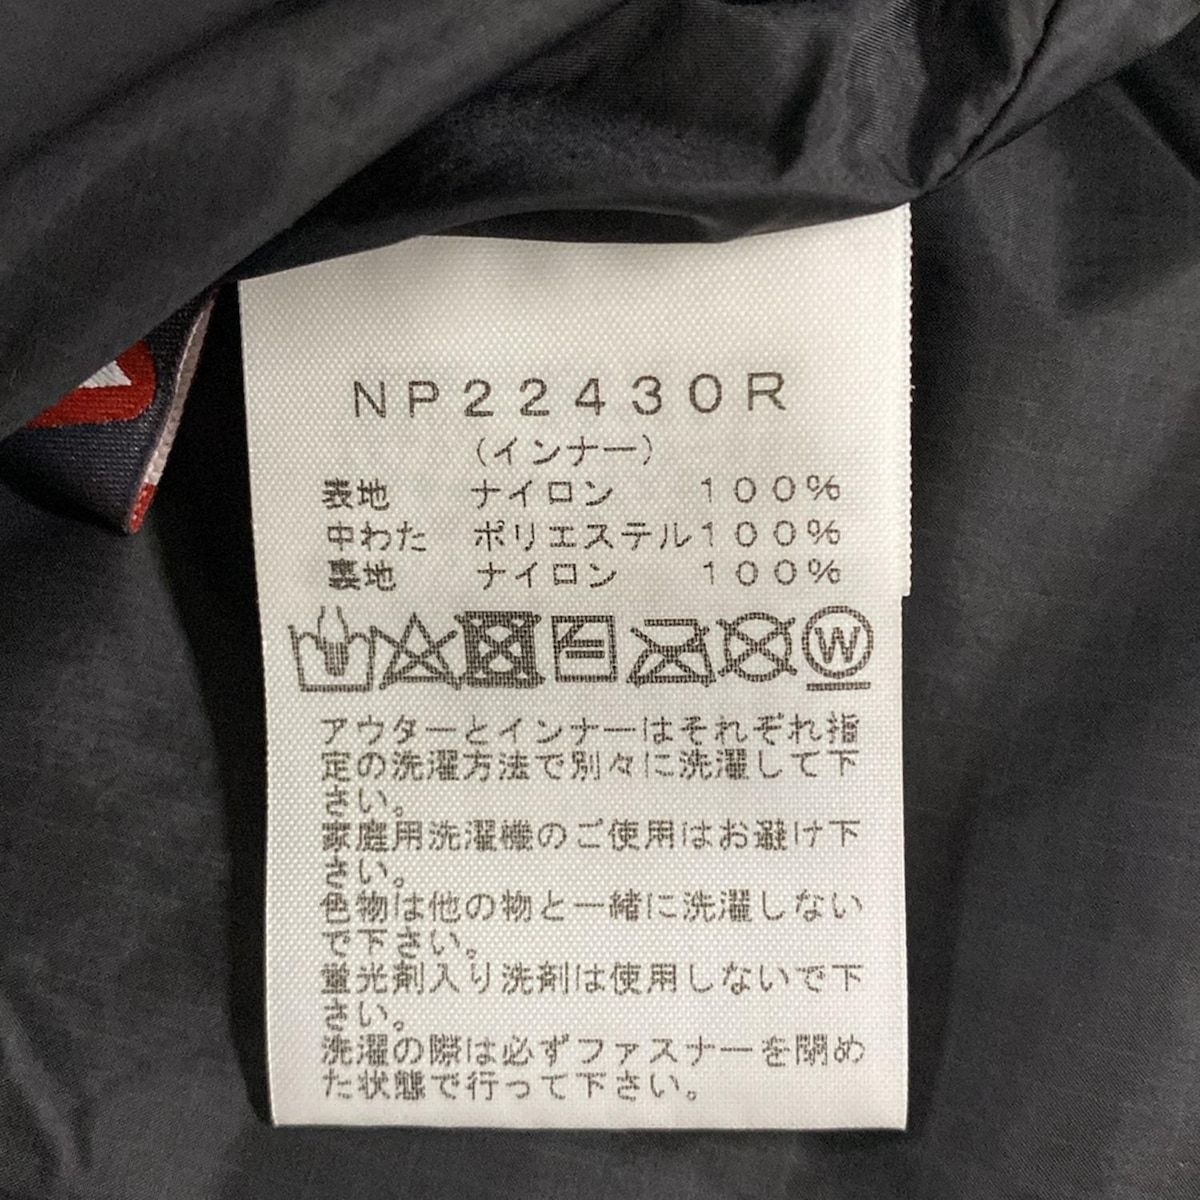 NP22430R
(インナー)
表地 ナイロン 100%
中わた ポリエステル100%
裏地 ナイロン 100%
W
アウターとインナーはそれぞれ指
定の洗濯方法で別々に洗濯して下
さい。
家庭用洗濯機のご使用はお避け下
さい。
色物は他の物と一緒に洗濯しない
で下さい。
蛍光剤入り洗剤は使用しないで下
さい。
洗濯の際は必ずファスナーを閉め
た状態で行って下さい。